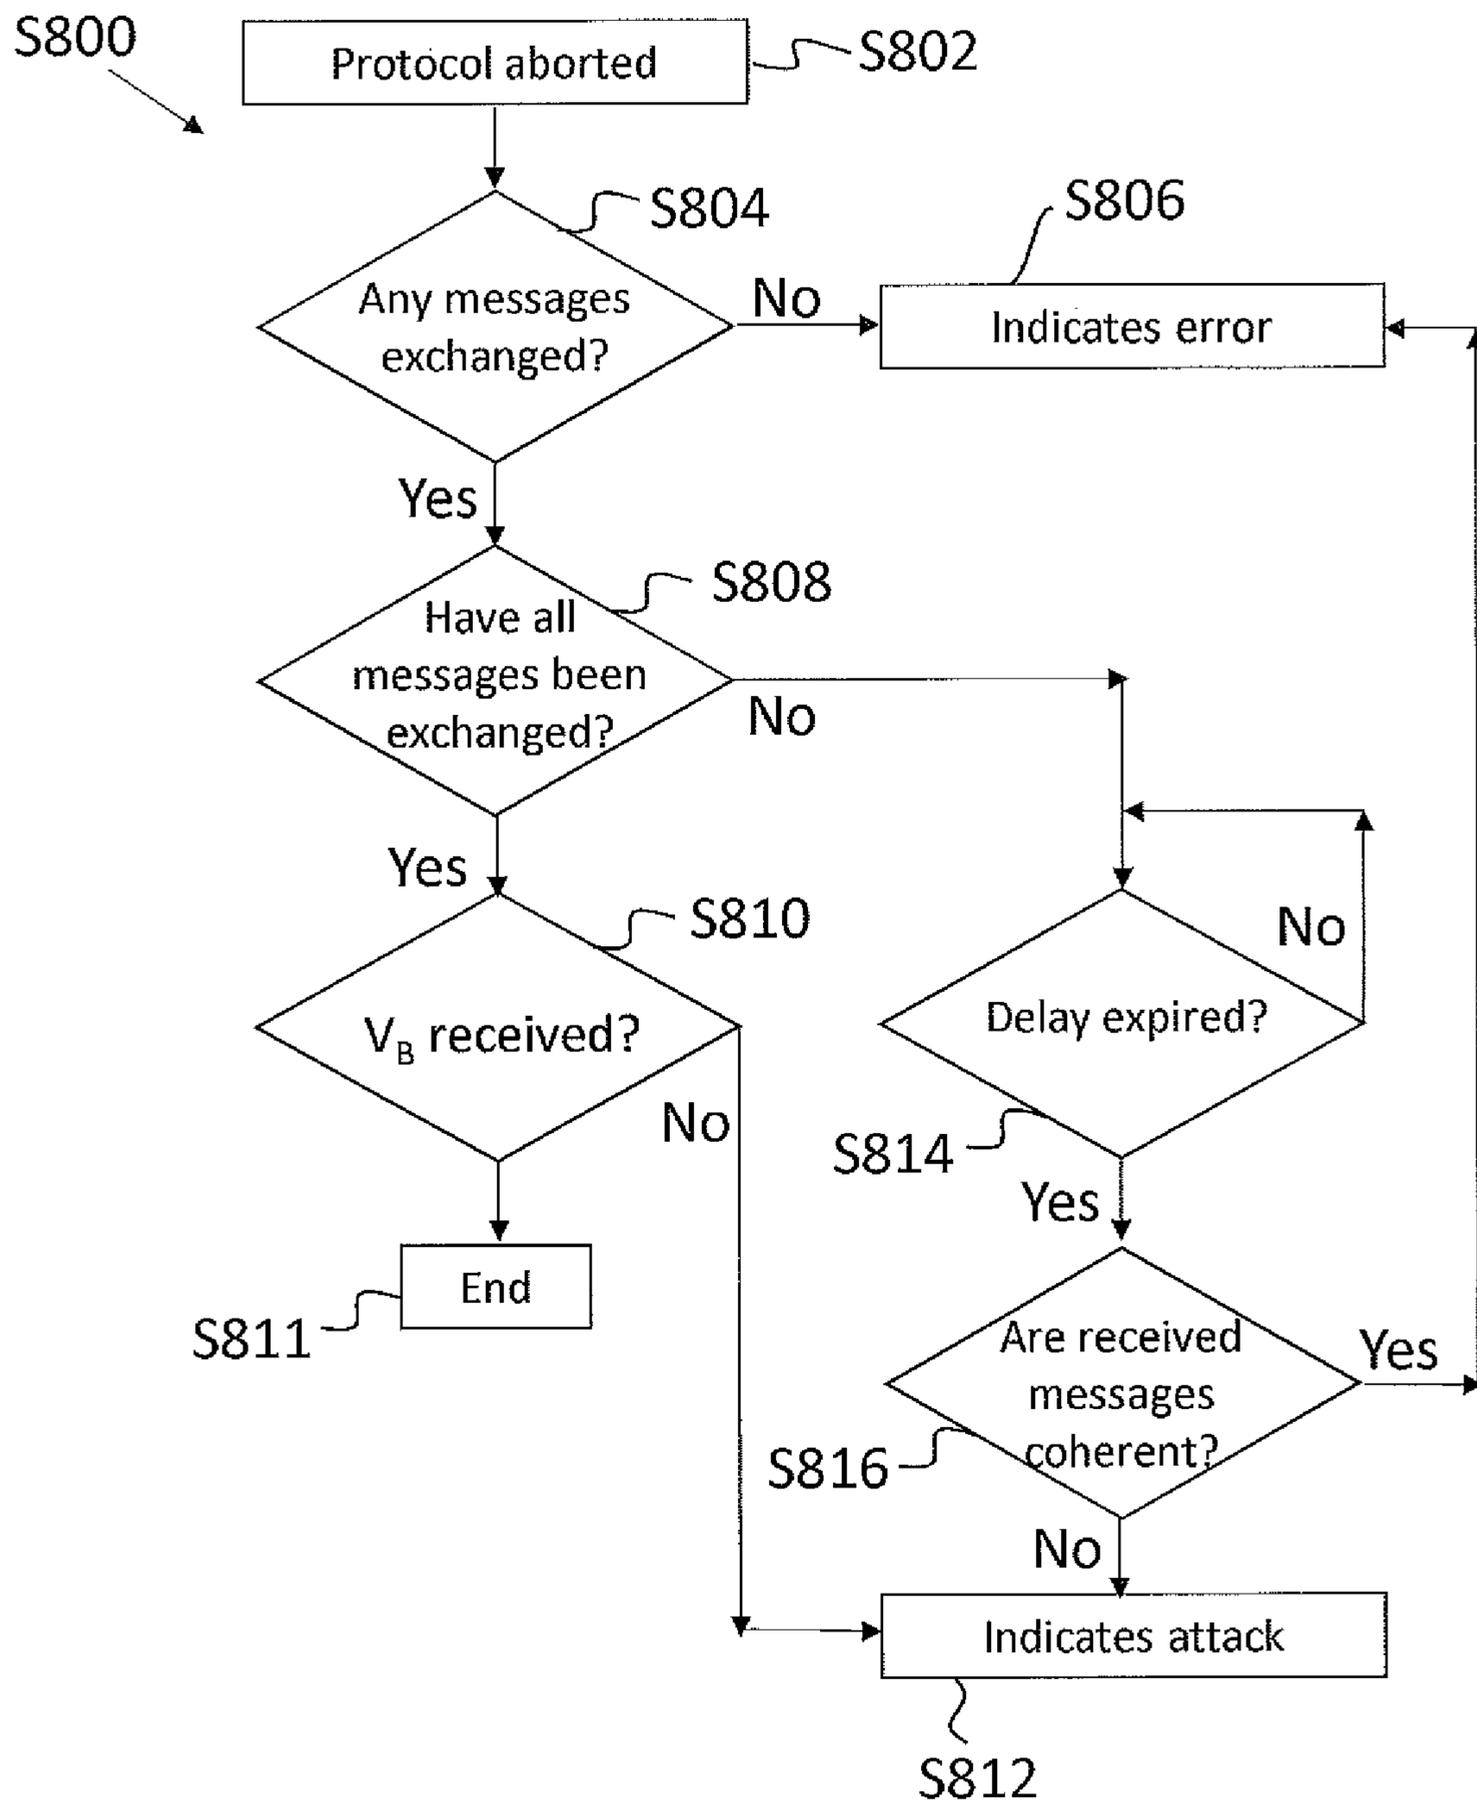 S800
Protocol aborted
S802
S804
Any messages
exchanged?
No
S806
Indicates error
Yes
S808
Have all
messages been
exchanged?
No
Yes
S810
VB received?
No
End
S811
No
Delay expired?
S814
Yes
Are received
messages
coherent?
Yes
S816
No
Indicates attack
S812